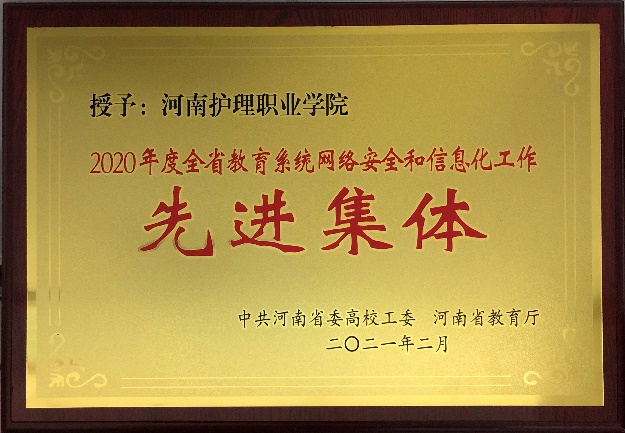 授予：河南护理职业学院
2020年度全省教育系统网络安全和信息化工作
先进集体
中共河南省委高校工委 河南省教育厅
二〇二一年二月